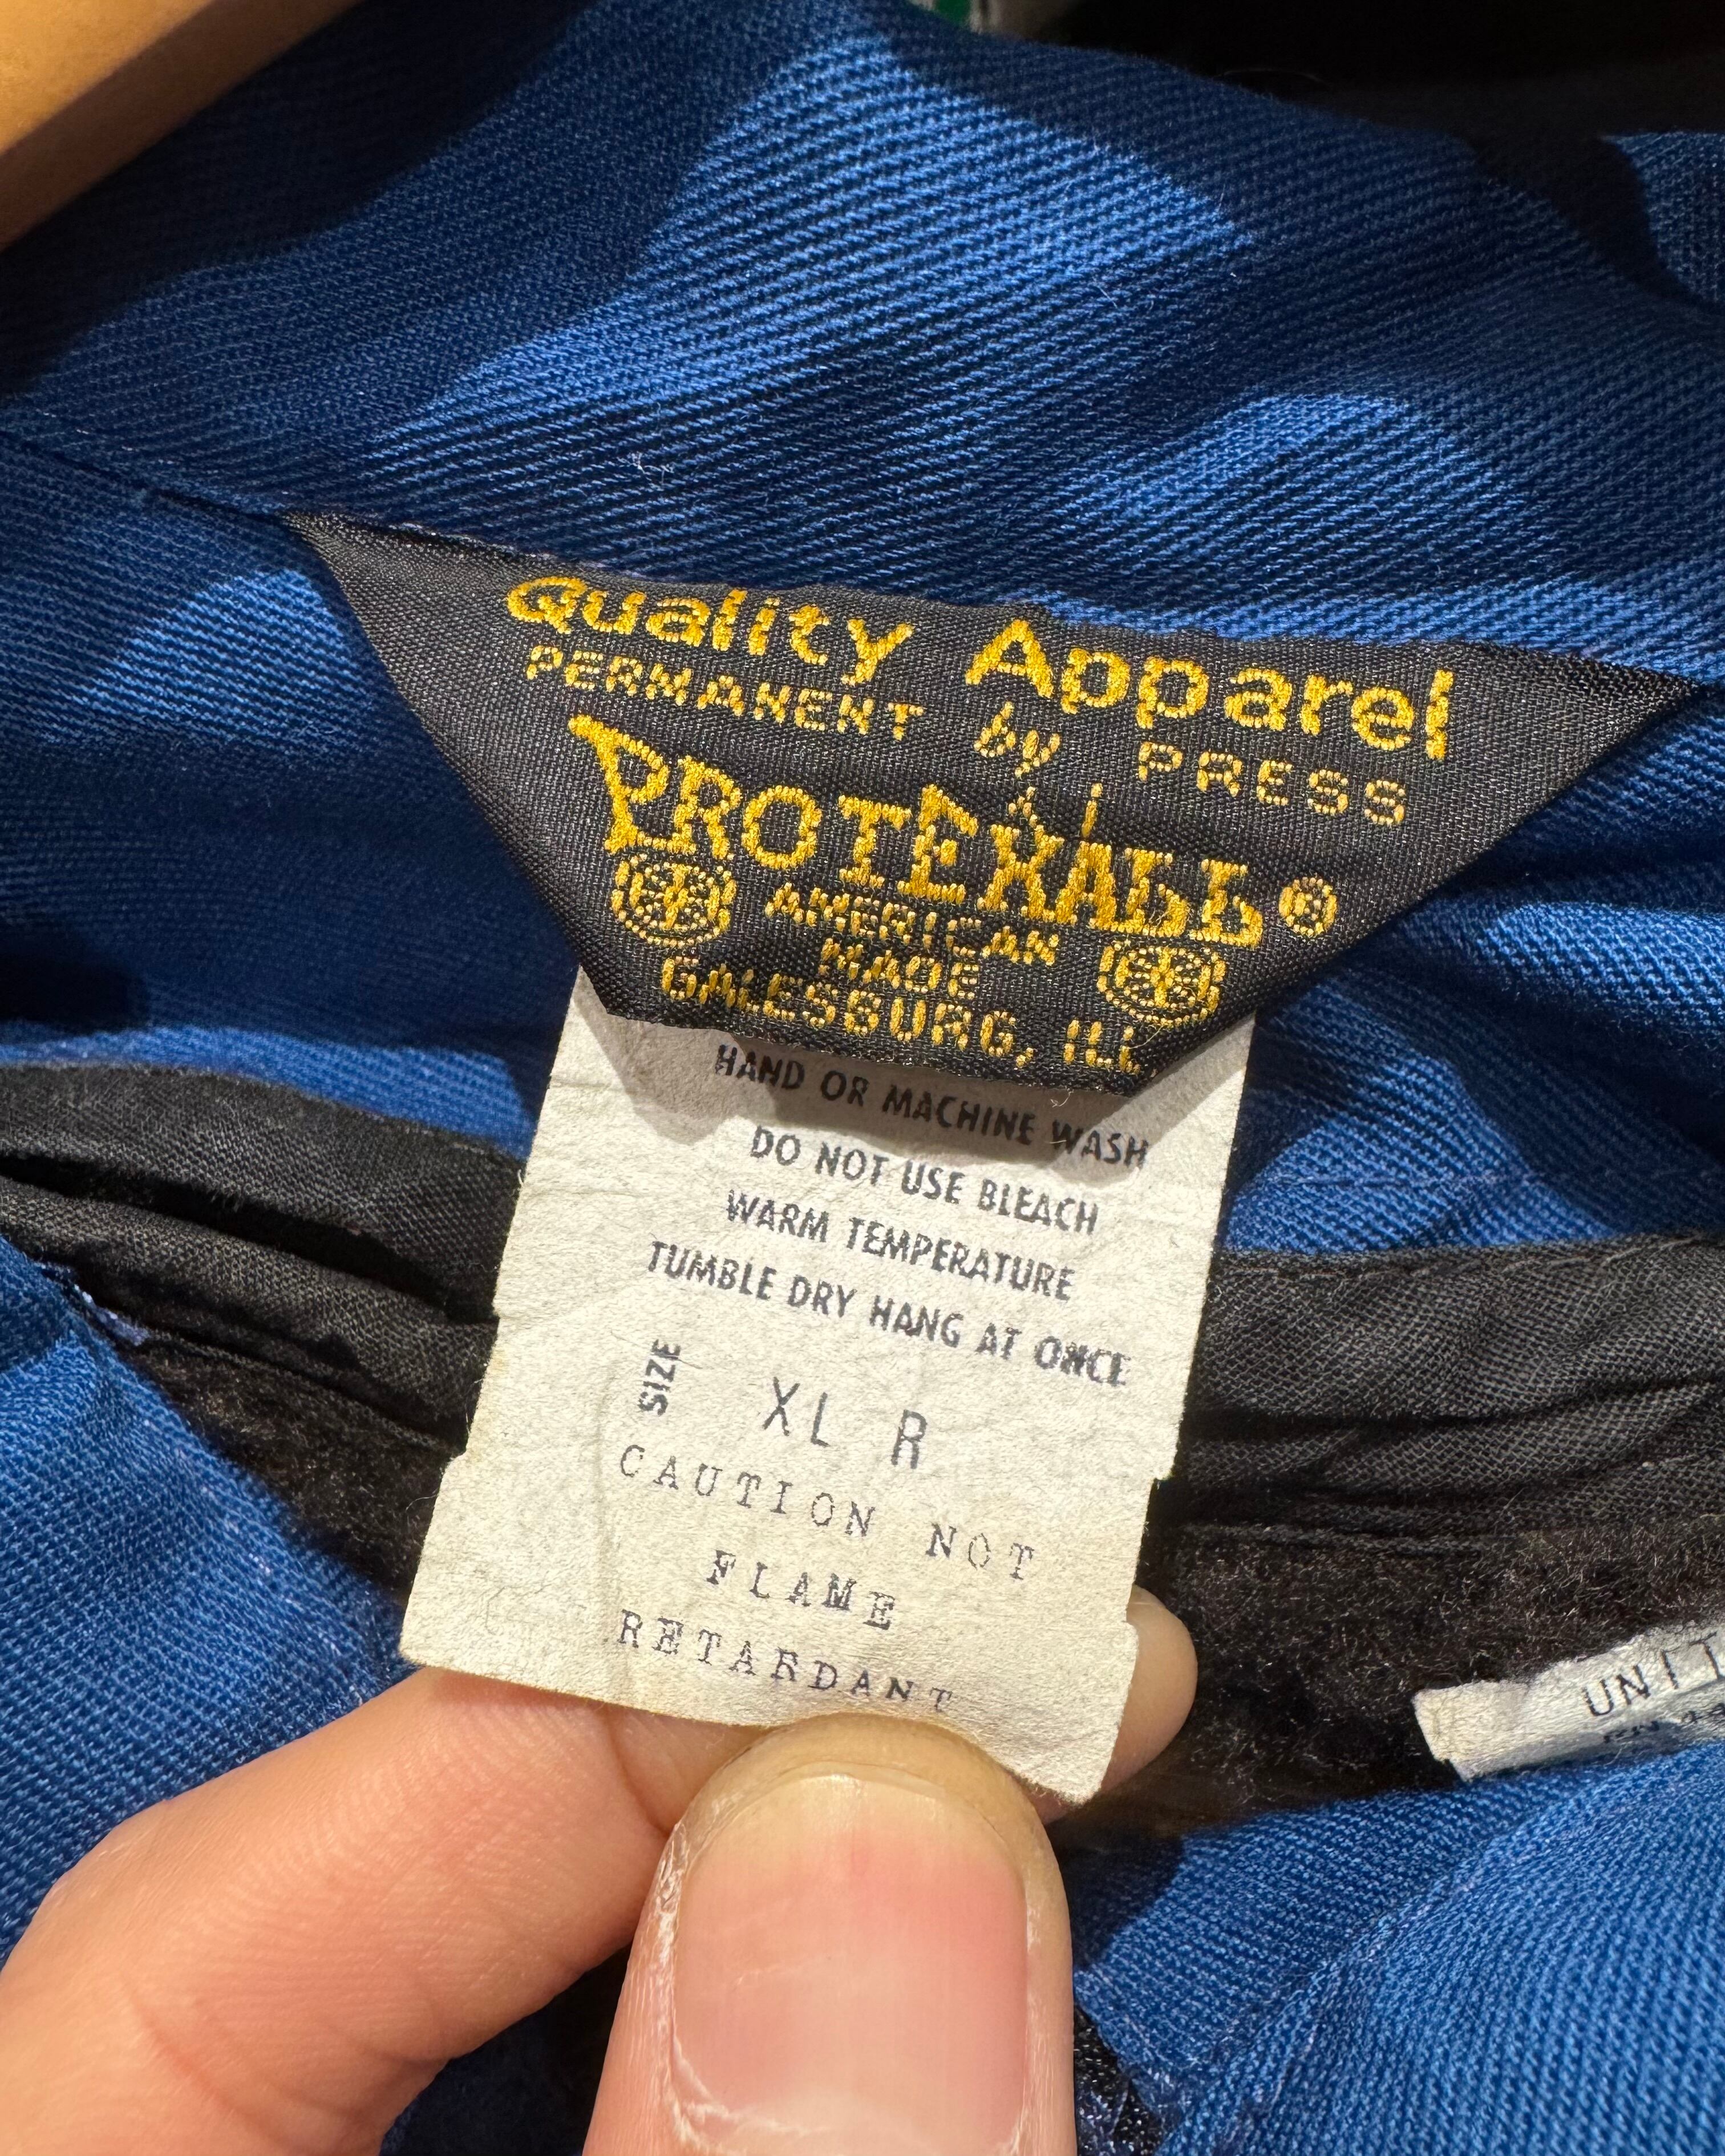 Quality Apparel
PERMANENT by PRESS
PROTEXALL®
AMERICAN
MADE
GALESBURG, ILL
HAND OR MACHINE WASH
DO NOT USE BLEACH
WARM TEMPERATURE
TUMBLE DRY HANG AT ONCE
SIZE XL R
CAUTION NOT
FLAME
RETARDANT
UNIT